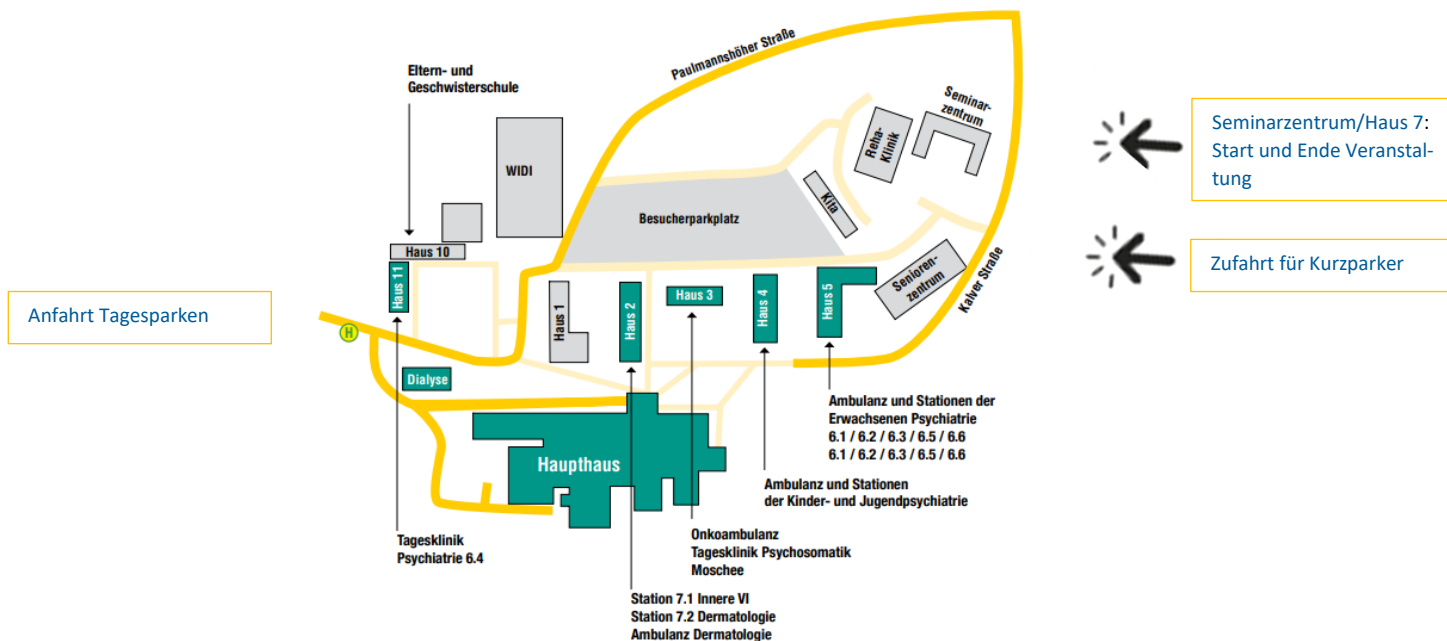 Paulmannshöher Straße
Eltern- und
Geschwisterschule
WIDI
Seminar-
zentrum
Reha-
Klinik
Seminarzentrum/Haus 7:
Start und Ende Veranstal-
tung
Kita
Besucherparkplatz
Haus 10
Haus 11
Zufahrt für Kurzparker
Senioren-
zentrum
Kalver Straße
Anfahrt Tagesparken
H
Haus 1
Haus 2
Haus 3
Haus 4
Haus 5
Dialyse
Haupthaus
Ambulanz und Stationen der
Erwachsenen Psychiatrie
6.1 / 6.2 / 6.3 / 6.5 / 6.6
6.1 / 6.2 / 6.3 / 6.5 / 6.6
Ambulanz und Stationen
der Kinder- und Jugendpsychiatrie
Tagesklinik
Psychiatrie 6.4
Onkoambulanz
Tagesklinik Psychosomatik
Moschee
Station 7.1 Innere VI
Station 7.2 Dermatologie
Ambulanz Dermatologie